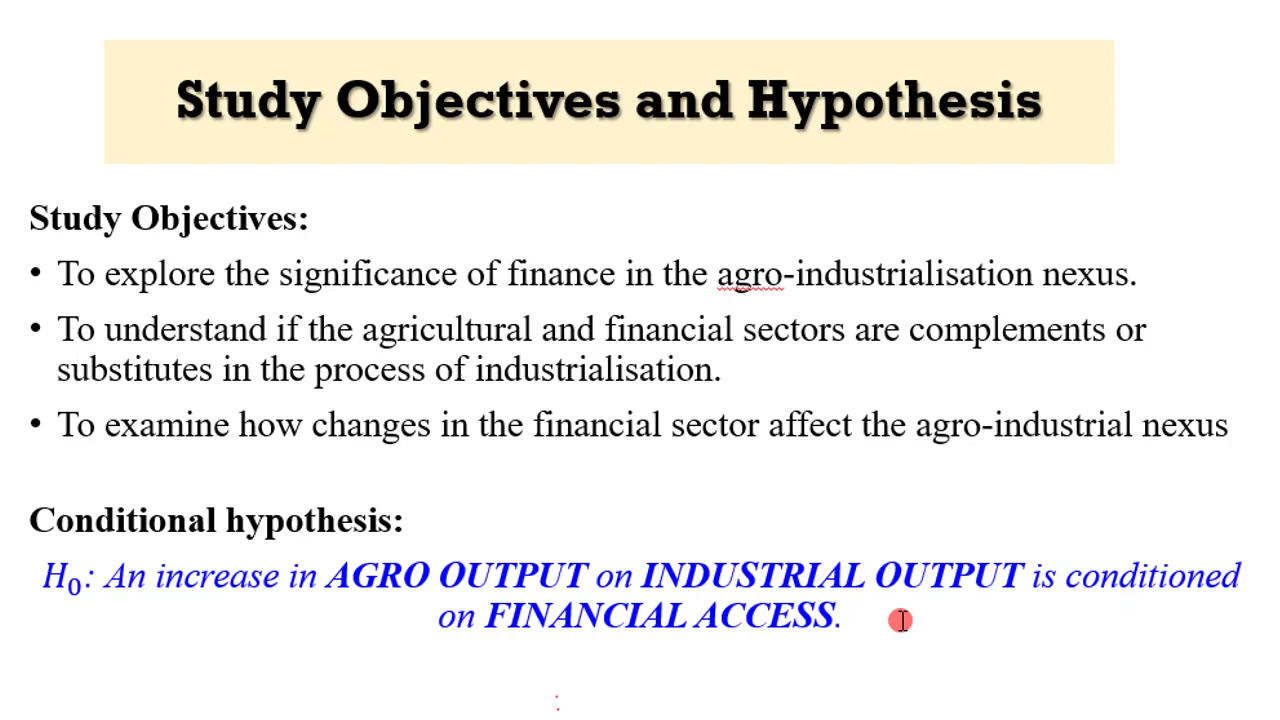 Study Objectives and Hypothesis
Study Objectives:
• To explore the significance of finance in the agro-industrialisation nexus.
• To understand if the agricultural and financial sectors are complements or
substitutes in the process of industrialisation.
• To examine how changes in the financial sector affect the agro-industrial nexus
Conditional hypothesis:
H₀: An increase in AGRO OUTPUT on INDUSTRIAL OUTPUT is conditioned
on FINANCIAL ACCESS.